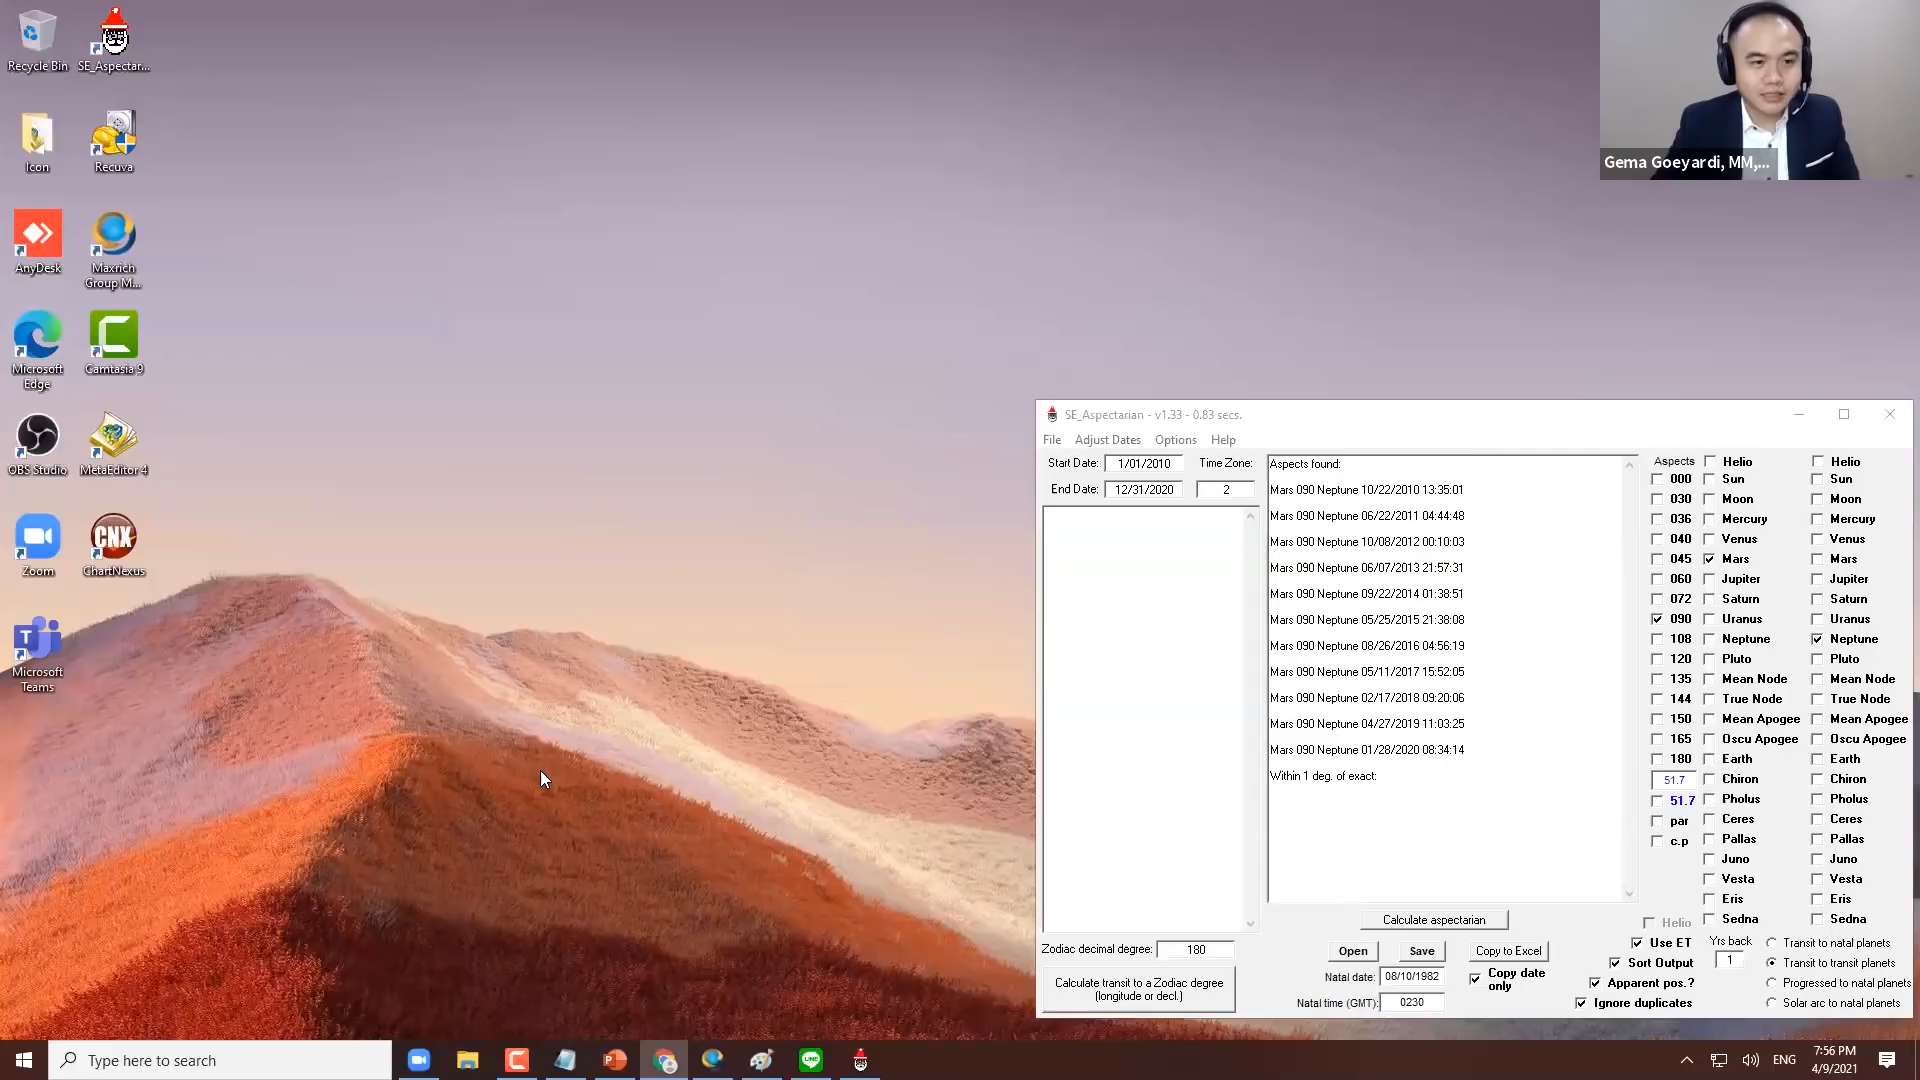 Recycle Bin
SE_Aspectar...
Icon
Recuva
AnyDesk
Maxrich
Group M...
Microsoft
Edge
Camtasia 9
OBS Studio
MetaEditor 4
Zoom
CNX
ChartNexus
Microsoft
Teams
Gema Goeyardi, MM,...
SE_Aspectarian - v1.33 - 0.83 secs.
File Adjust Dates Options Help
Start Date: 1/01/2010 Time Zone:
End Date: 12/31/2020 2
Aspects found:
Mars 090 Neptune 10/22/2010 13:35:01
Mars 090 Neptune 06/22/2011 04:44:48
Mars 090 Neptune 10/08/2012 00:10:03
Mars 090 Neptune 06/07/2013 21:57:31
Mars 090 Neptune 09/22/2014 01:38:51
Mars 090 Neptune 05/25/2015 21:38:08
Mars 090 Neptune 08/26/2016 04:56:19
Mars 090 Neptune 05/11/2017 15:52:05
Mars 090 Neptune 02/17/2018 09:20:06
Mars 090 Neptune 04/27/2019 11:03:25
Mars 090 Neptune 01/28/2020 08:34:14
Within 1 deg. of exact:
Aspects Helio Helio
000 Sun Sun
030 Moon Moon
036 Mercury Mercury
040 Venus Venus
045 Mars Mars
060 Jupiter Jupiter
072 Saturn Saturn
090 Uranus Uranus
108 Neptune Neptune
120 Pluto Pluto
135 Mean Node Mean Node
144 True Node True Node
150 Mean Apogee Mean Apogee
165 Oscu Apogee Oscu Apogee
180 Earth Earth
51.7 Chiron Chiron
51.7 Pholus Pholus
par Ceres Ceres
c.p Pallas Pallas
Juno Juno
Vesta Vesta
Eris Eris
Helio Sedna Sedna
Calculate aspectarian
Zodiac decimal degree: 180
Calculate transit to a Zodiac degree
(longitude or decl.)
Open Save Copy to Excel
Natal date: 08/10/1982
Copy date
only
Natal time (GMT): 0230
Use ET
Sort Output
Apparent pos.?
Ignore duplicates
Yrs back
1
Transit to natal planets
Transit to transit planets
Progressed to natal planets
Solar arc to natal planets
Type here to search
LINE
ENG
7:56 PM
4/9/2021